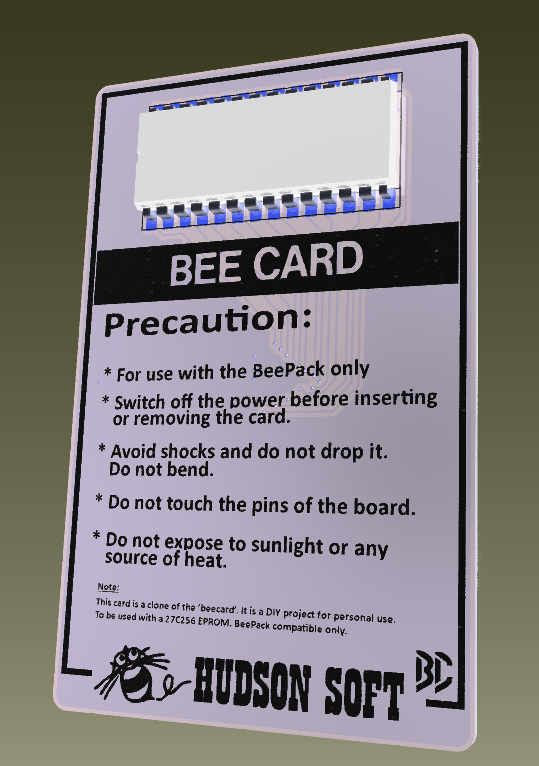 BEE CARD
Precaution:
* For use with the BeePack only
* Switch off the power before inserting
or removing the card.
* Avoid shocks and do not drop it.
Do not bend.
* Do not touch the pins of the board.
* Do not expose to sunlight or any
source of heat.
Note:
This card is a clone of the 'beecard'. It is a DIY project for personal use.
To be used with a 27C256 EPROM. BeePack compatible only.
HUDSON SOFT
BC